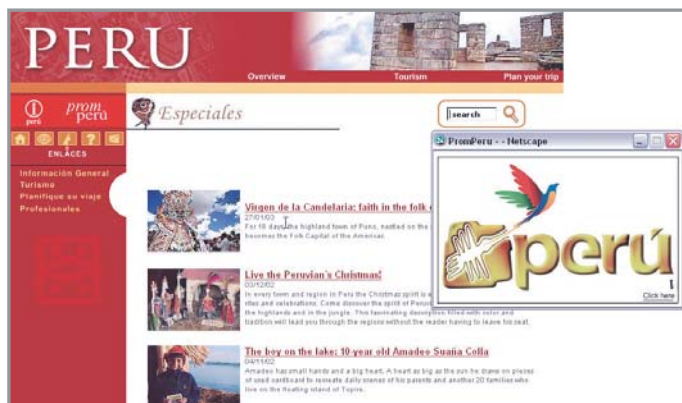 PERU
Overview
Tourism
Plan your trip
perú
prom
perú
Especiales
search
ENLACES
Información General
Turismo
Planifique su viaje
Profesionales
PromPeru - - Netscape
perú
Click here
Virgen de la Candelaria: faith in the folk
27/01/03
For 18 days the highland town of Puno, nestled on the
becomes the Folk Capital of the Americas.
Live the Peruvian's Christmas!
03/12/02
In every town and region in Peru the Christmas spirit is
rites and celebrations. Come discover the spirit of
the highlands and in the jungle. This fascinating description filled with color and
tradition will lead you through the regions without the reader having to leave his seat.
The boy on the lake: 10-year old Amadeo Suaña Colla
04/11/02
Amadeo has small hands and a big heart. A heart as big as the sun he draws on pieces
of used cardboard to recreate daily scenes of his parents and another 20 families who
live on the floating island of